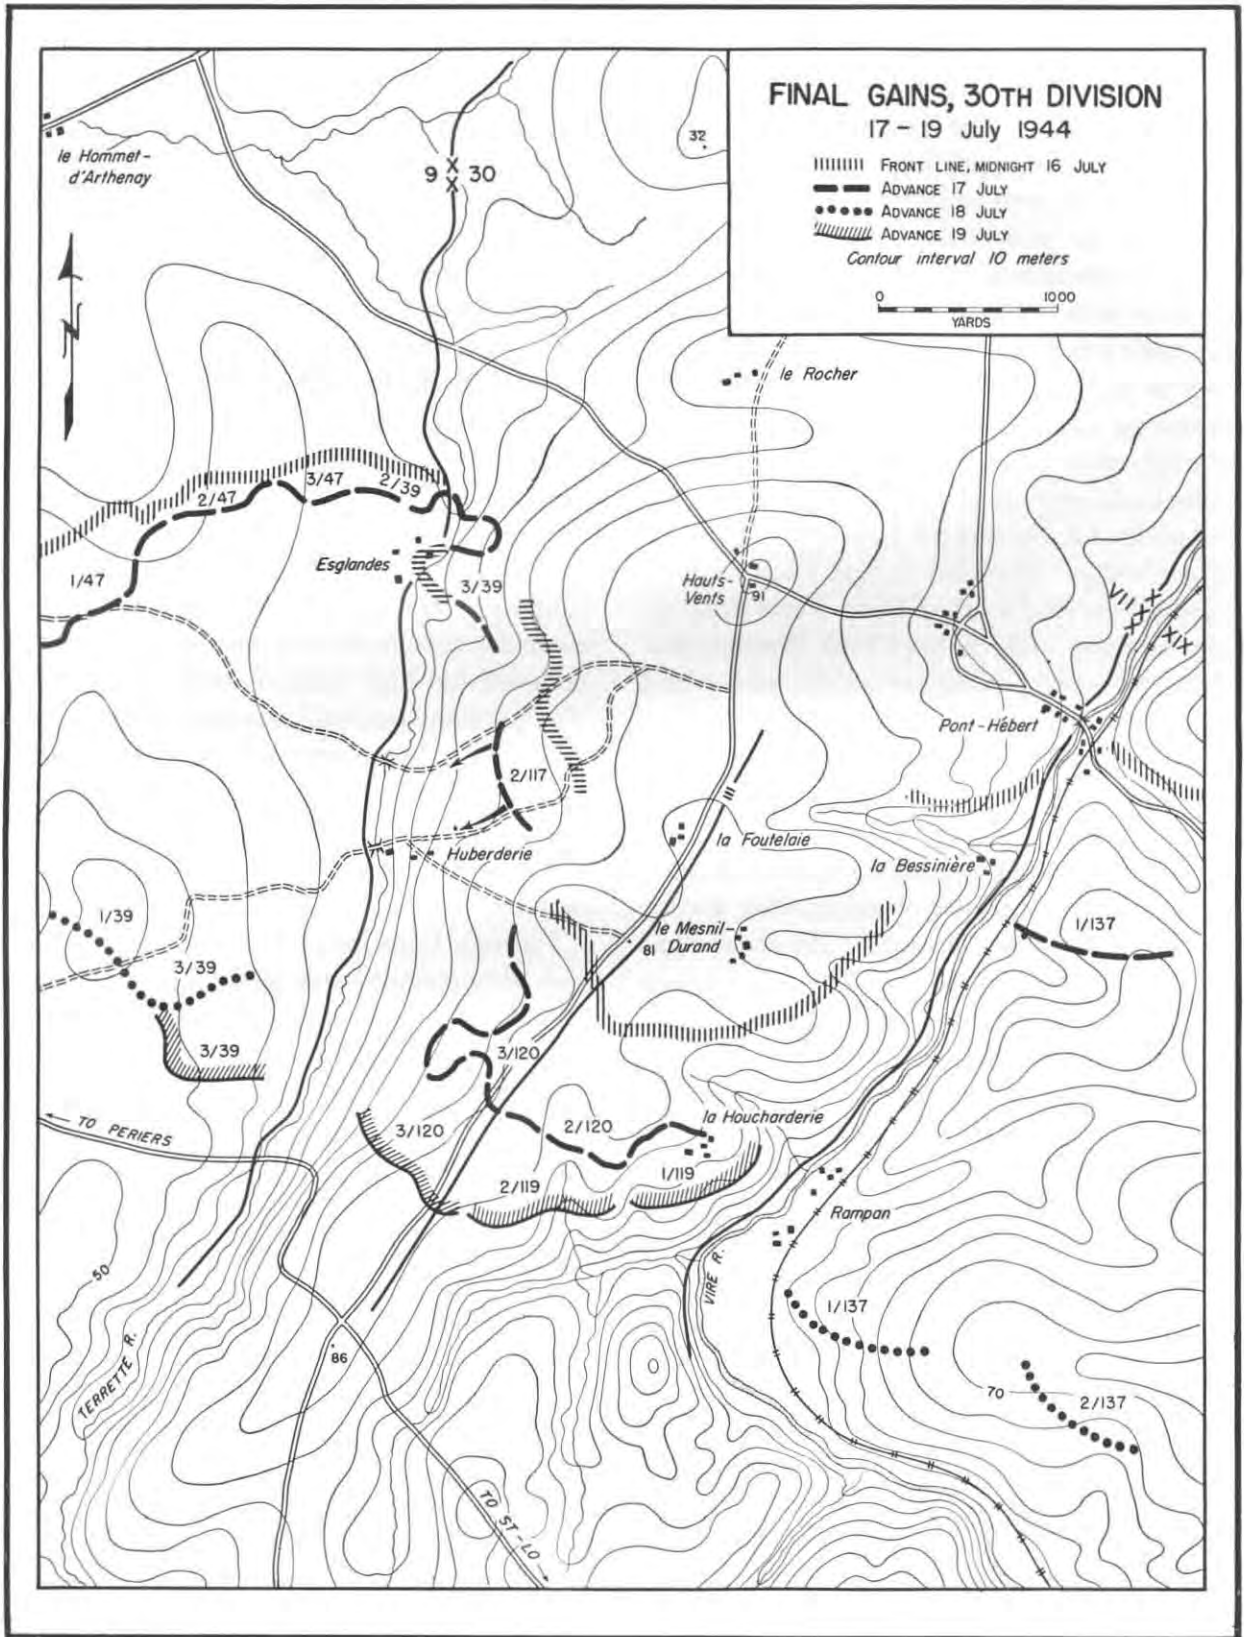 FINAL GAINS, 30TH DIVISION
17 - 19 July 1944
FRONT LINE, MIDNIGHT 16 JULY
ADVANCE 17 JULY
ADVANCE 18 JULY
ADVANCE 19 JULY
Contour interval 10 meters
0 1000
YARDS
le Hommet-
d'Arthenay
N
9 XX 30
32
le Rocher
2/47
3/47
2/39
1/47
Esglandes
3/39
Hauts-
Vents
91
VII XX XIX
XX
Pont-Hébert
2/117
la Foutelaie
Huberderie
la Bessinière
1/39
3/39
le Mesnil-
Durand
81
1/137
3/39
3/120
TO PERIERS
3/120
2/120
la Houcharderie
2/119
1/119
Rampan
50
VIRE R.
1/137
86
TERRETTE R.
70
2/137
TO ST-LO